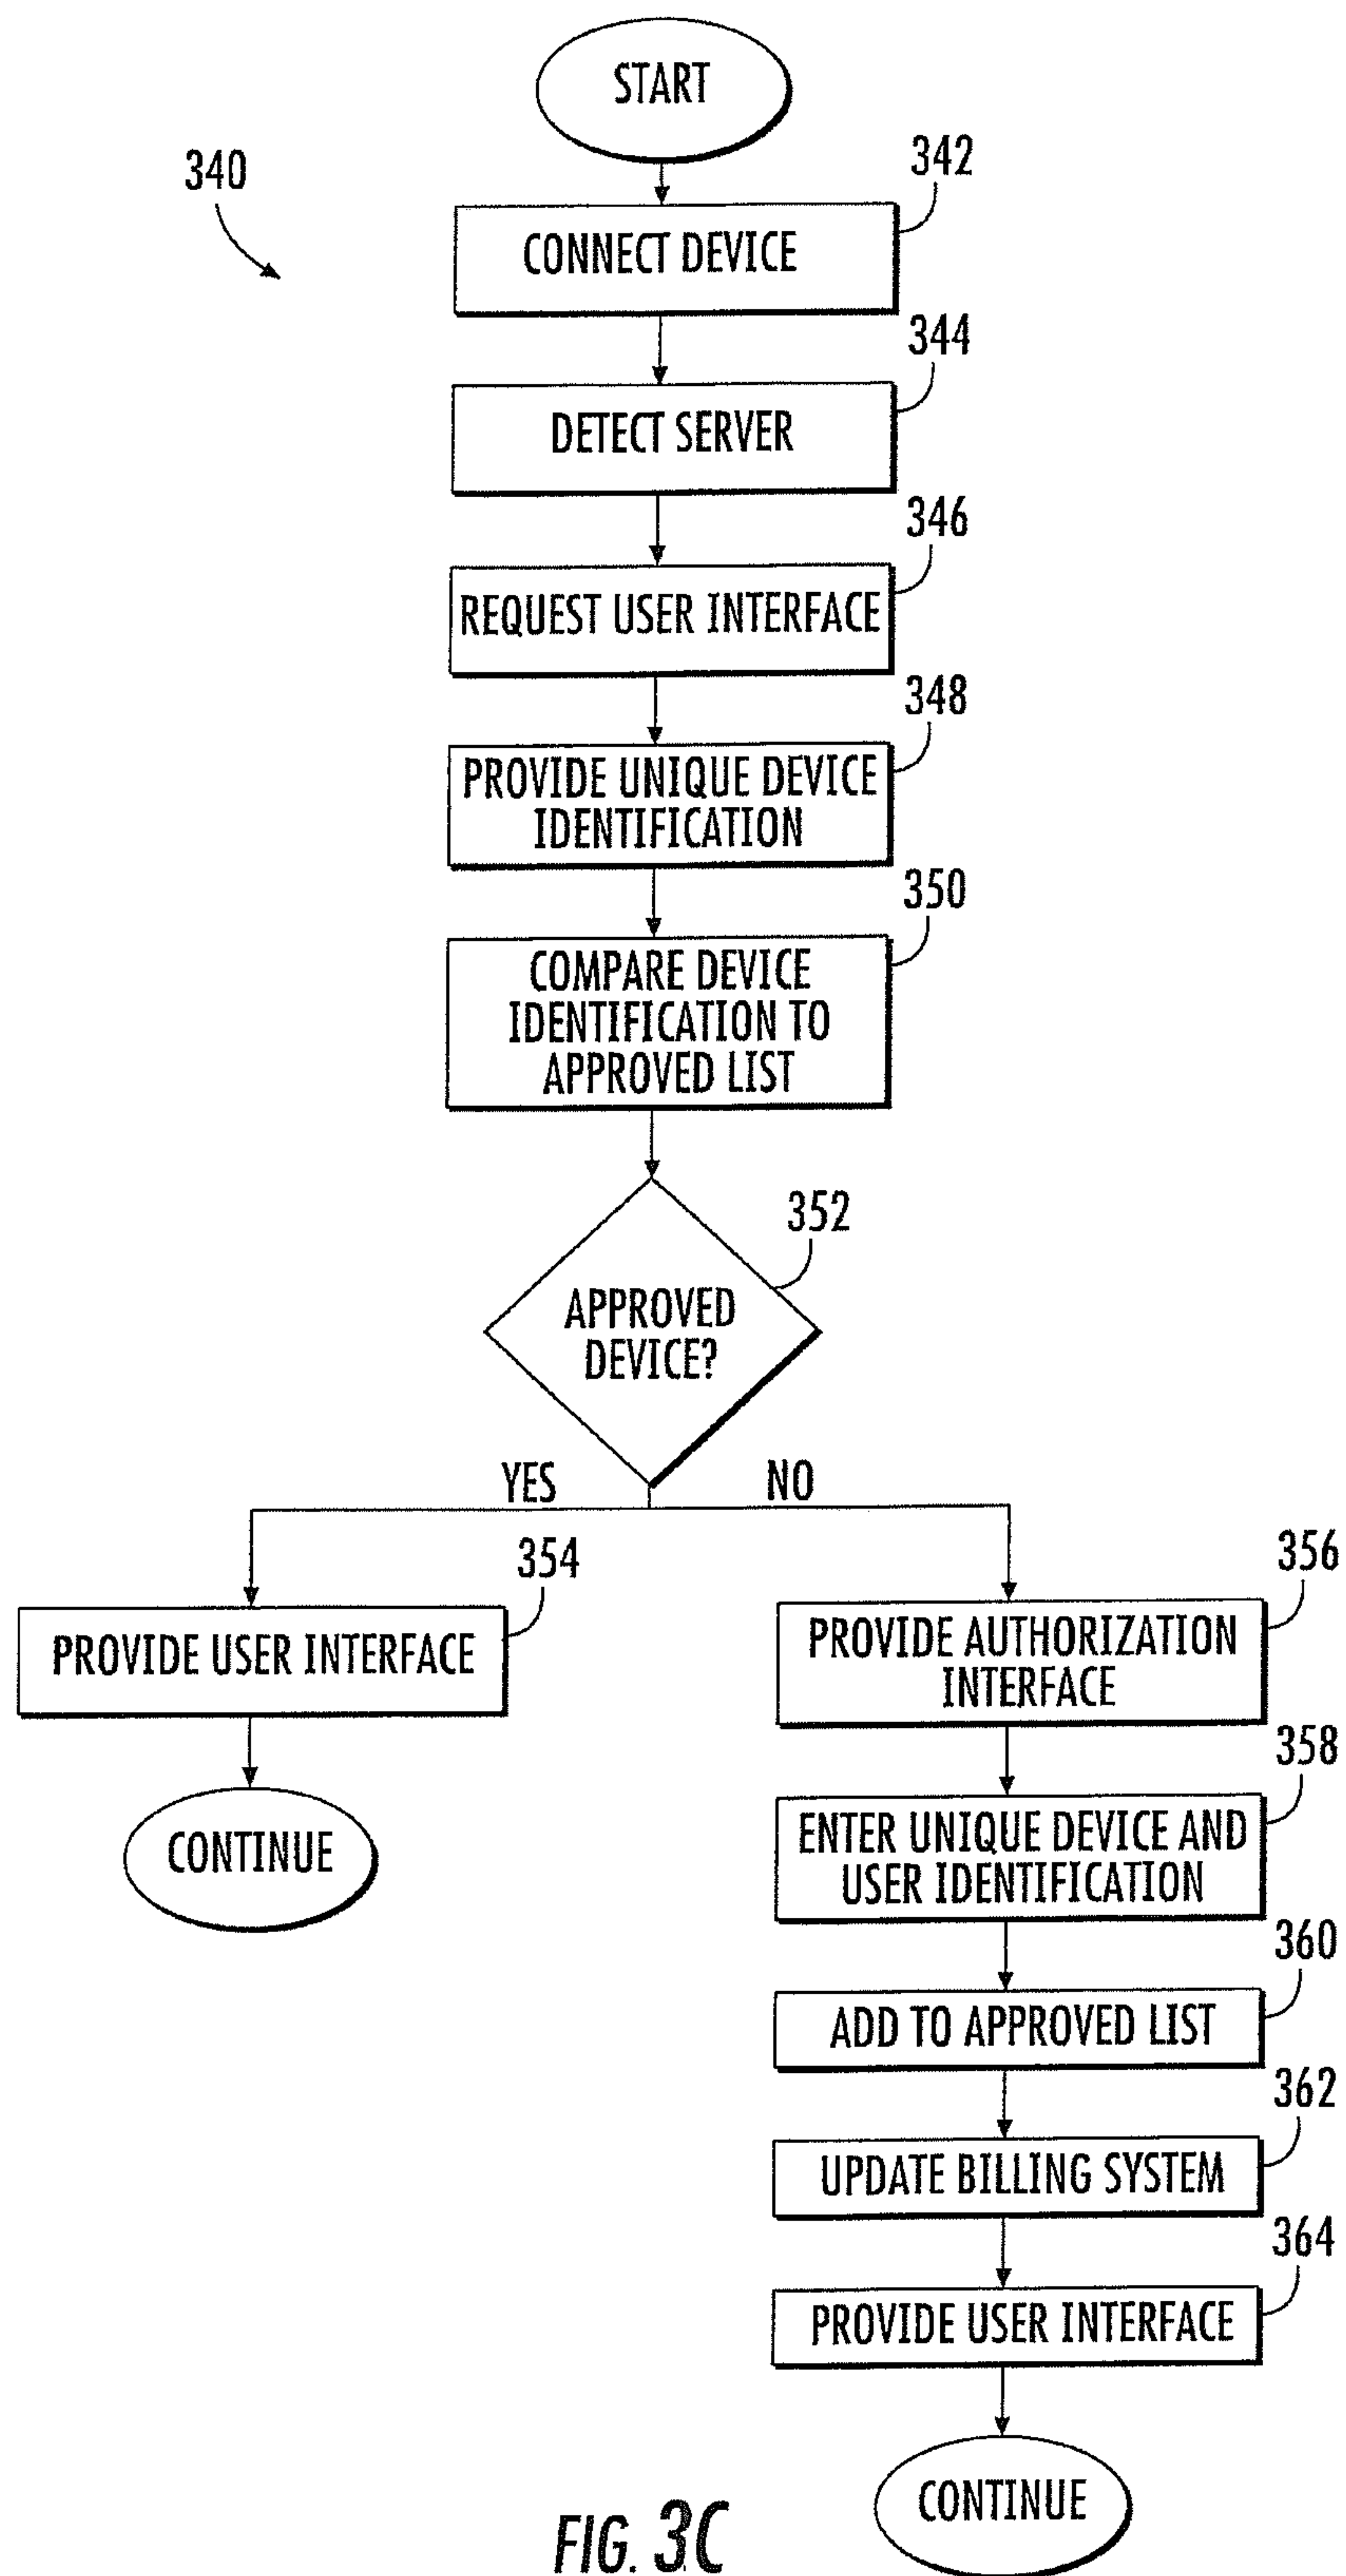 START
340
342
CONNECT DEVICE
344
DETECT SERVER
346
REQUEST USER INTERFACE
348
PROVIDE UNIQUE DEVICE
IDENTIFICATION
350
COMPARE DEVICE
IDENTIFICATION TO
APPROVED LIST
352
APPROVED
DEVICE?
YES
NO
354
PROVIDE USER INTERFACE
CONTINUE
356
PROVIDE AUTHORIZATION
INTERFACE
358
ENTER UNIQUE DEVICE AND
USER IDENTIFICATION
360
ADD TO APPROVED LIST
362
UPDATE BILLING SYSTEM
364
PROVIDE USER INTERFACE
CONTINUE
FIG. 3C